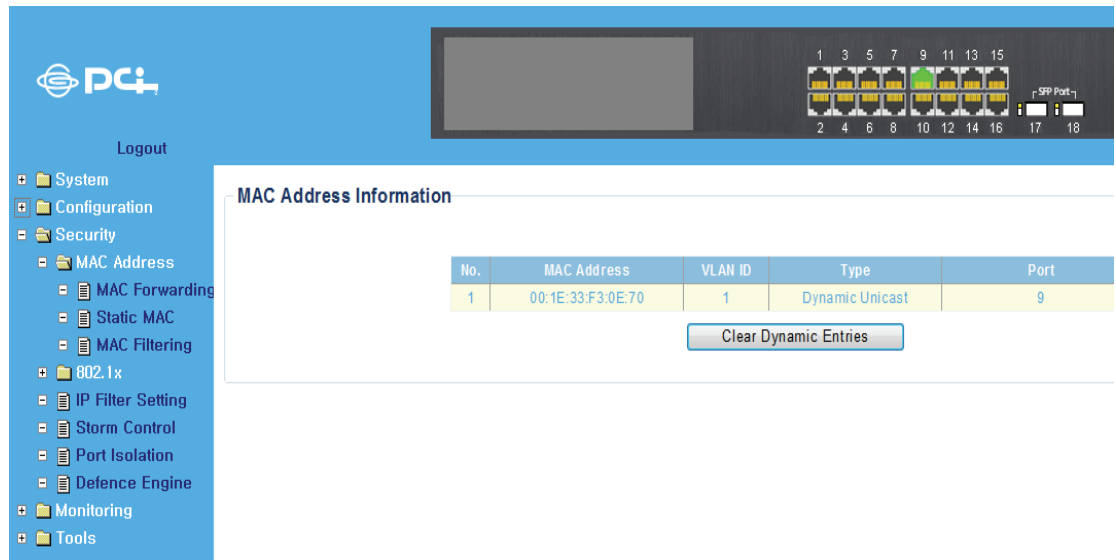 PCi
1 3 5 7 9 11 13 15
SFP Port
2 4 6 8 10 12 14 16 17 18
Logout
System
Configuration
Security
MAC Address
MAC Forwarding
Static MAC
MAC Filtering
802.1x
IP Filter Setting
Storm Control
Port Isolation
Defence Engine
Monitoring
Tools
MAC Address Information
No. MAC Address VLAN ID Type Port
1 00:1E:33:F3:0E:70 1 Dynamic Unicast 9
Clear Dynamic Entries